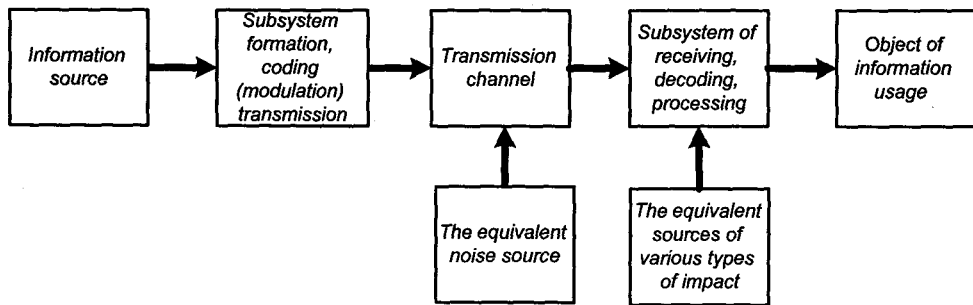 Information
source
Subsystem
formation,
coding
(modulation)
transmission
Transmission
channel
Subsystem of
receiving,
decoding,
processing
Object of
information
usage
The equivalent
noise source
The equivalent
sources of
various types
of impact